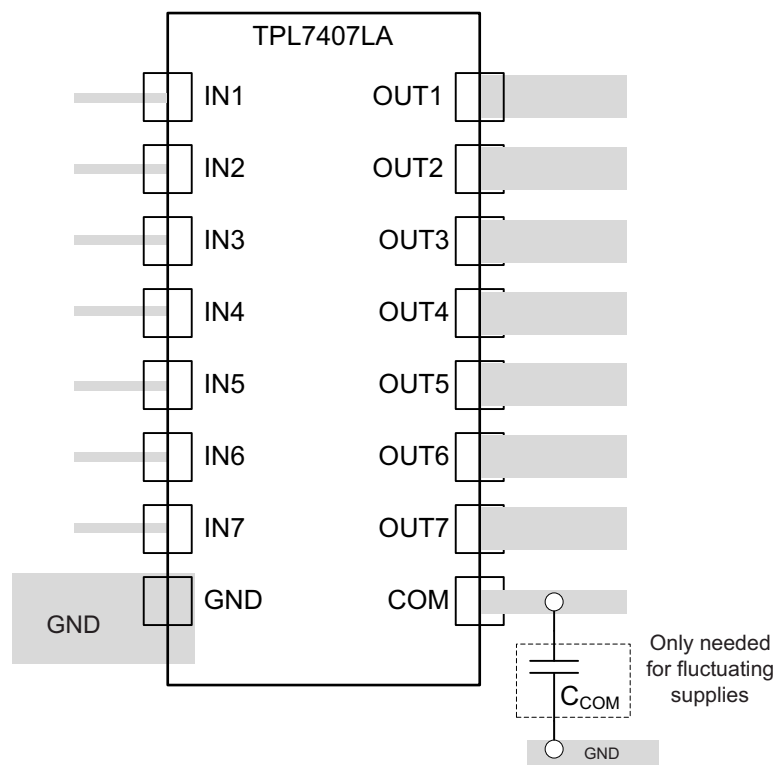 TPL7407LA
IN1 OUT1
IN2 OUT2
IN3 OUT3
IN4 OUT4
IN5 OUT5
IN6 OUT6
IN7 OUT7
GND GND COM
Only needed
for fluctuating
supplies
CCOM
GND